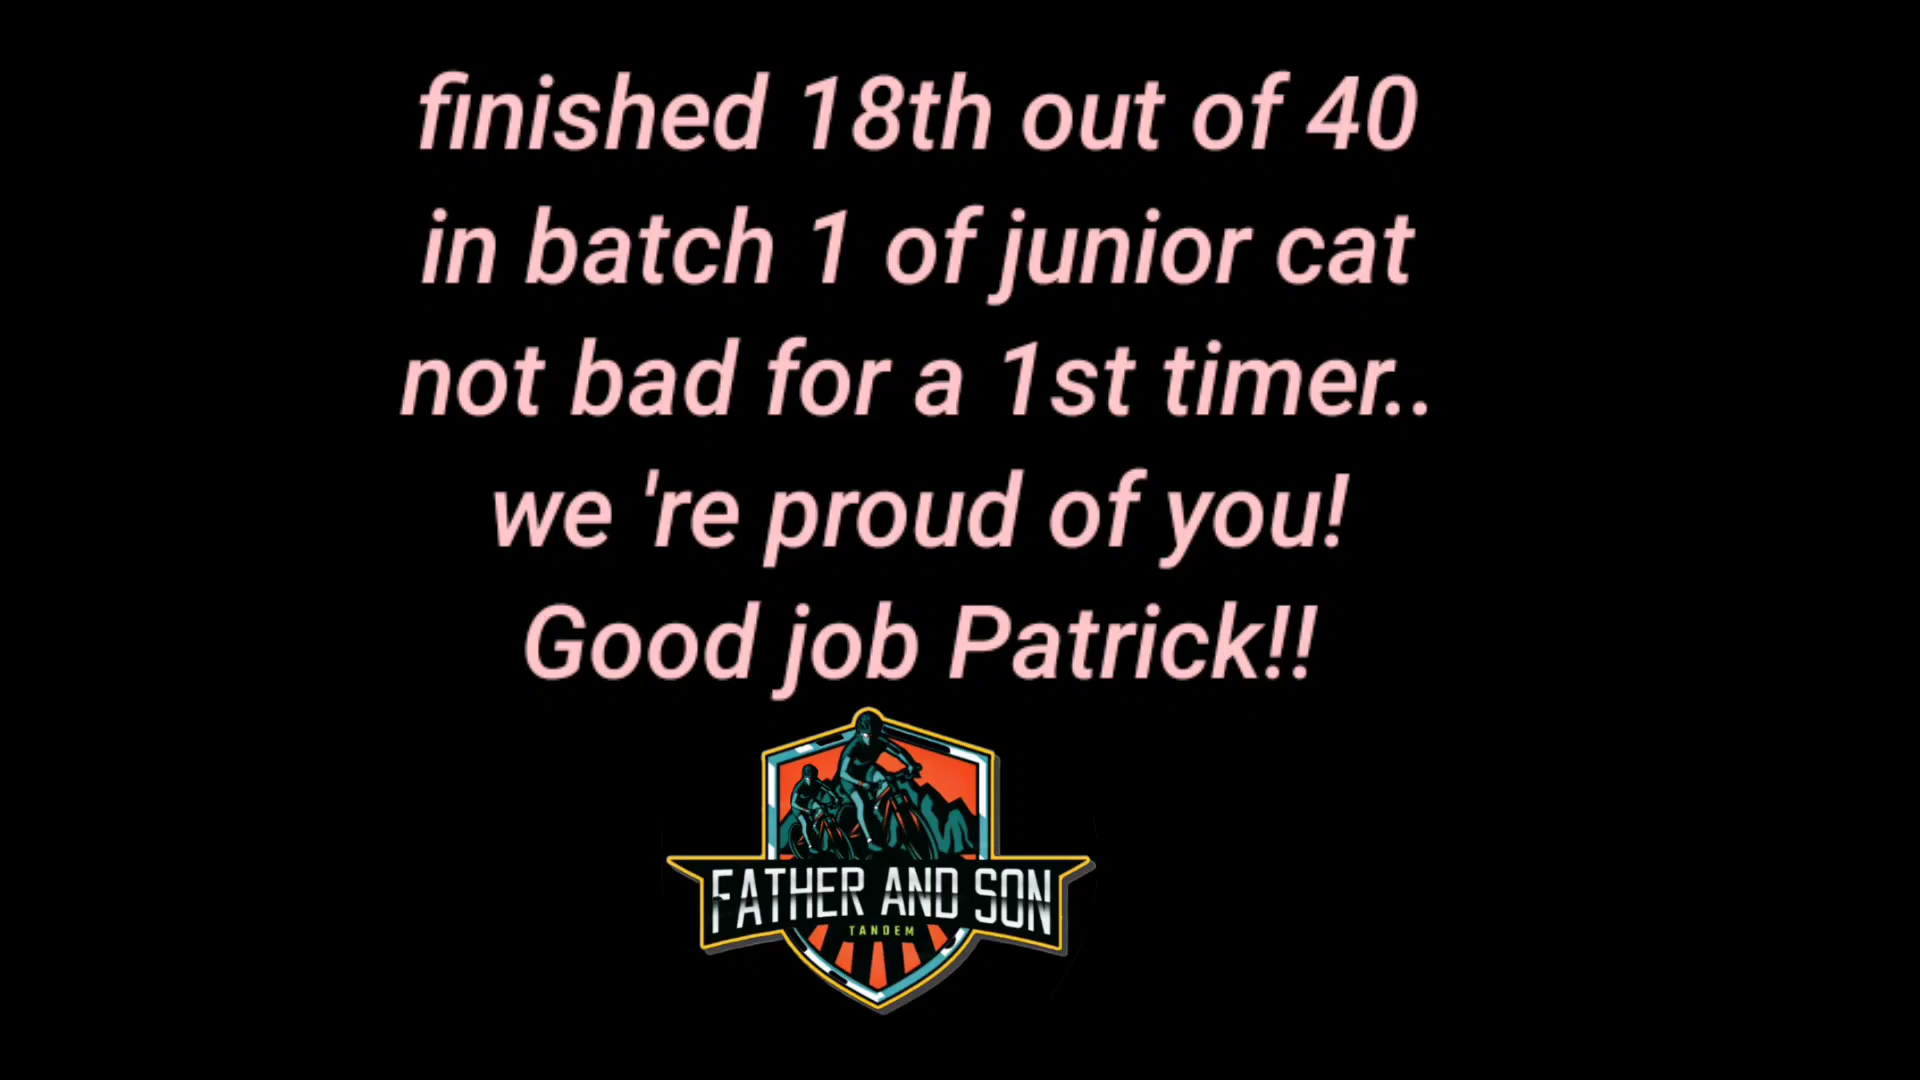 finished 18th out of 40
in batch 1 of junior cat
not bad for a 1st timer..
we 're proud of you!
Good job Patrick!!
FATHER AND SON
TANDEM